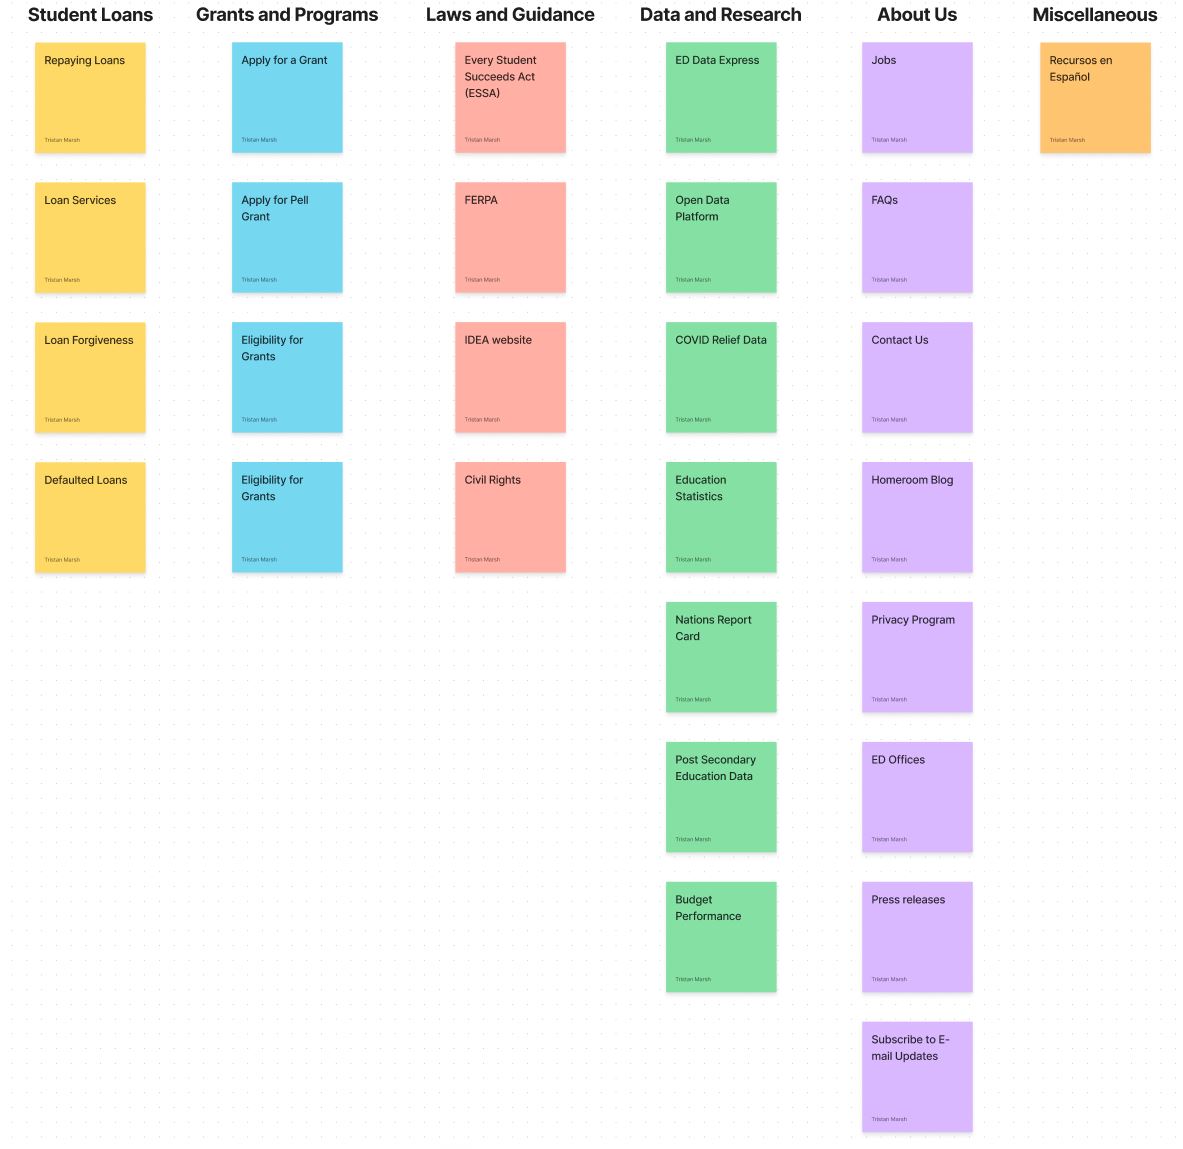 Student Loans
Repaying Loans
Tristan Marsh
Loan Services
Tristan Marsh
Loan Forgiveness
Tristan Marsh
Defaulted Loans
Tristan Marsh
Grants and Programs
Apply for a Grant
Tristan Marsh
Apply for Pell
Grant
Tristan Marsh
Eligibility for
Grants
Tristan Marsh
Eligibility for
Grants
Tristan Marsh
Laws and Guidance
Every Student
Succeeds Act
(ESSA)
Tristan Marsh
FERPA
Tristan Marsh
IDEA website
Tristan Marsh
Civil Rights
Tristan Marsh
Data and Research
ED Data Express
Tristan Marsh
Open Data
Platform
Tristan Marsh
COVID Relief Data
Tristan Marsh
Education
Statistics
Tristan Marsh
Nations Report
Card
Tristan Marsh
Post Secondary
Education Data
Tristan Marsh
Budget
Performance
Tristan Marsh
About Us
Jobs
Tristan Marsh
FAQs
Tristan Marsh
Contact Us
Tristan Marsh
Homeroom Blog
Tristan Marsh
Privacy Program
Tristan Marsh
ED Offices
Tristan Marsh
Press releases
Tristan Marsh
Subscribe to E-
mail Updates
Tristan Marsh
Miscellaneous
Recursos en
Español
Tristan Marsh